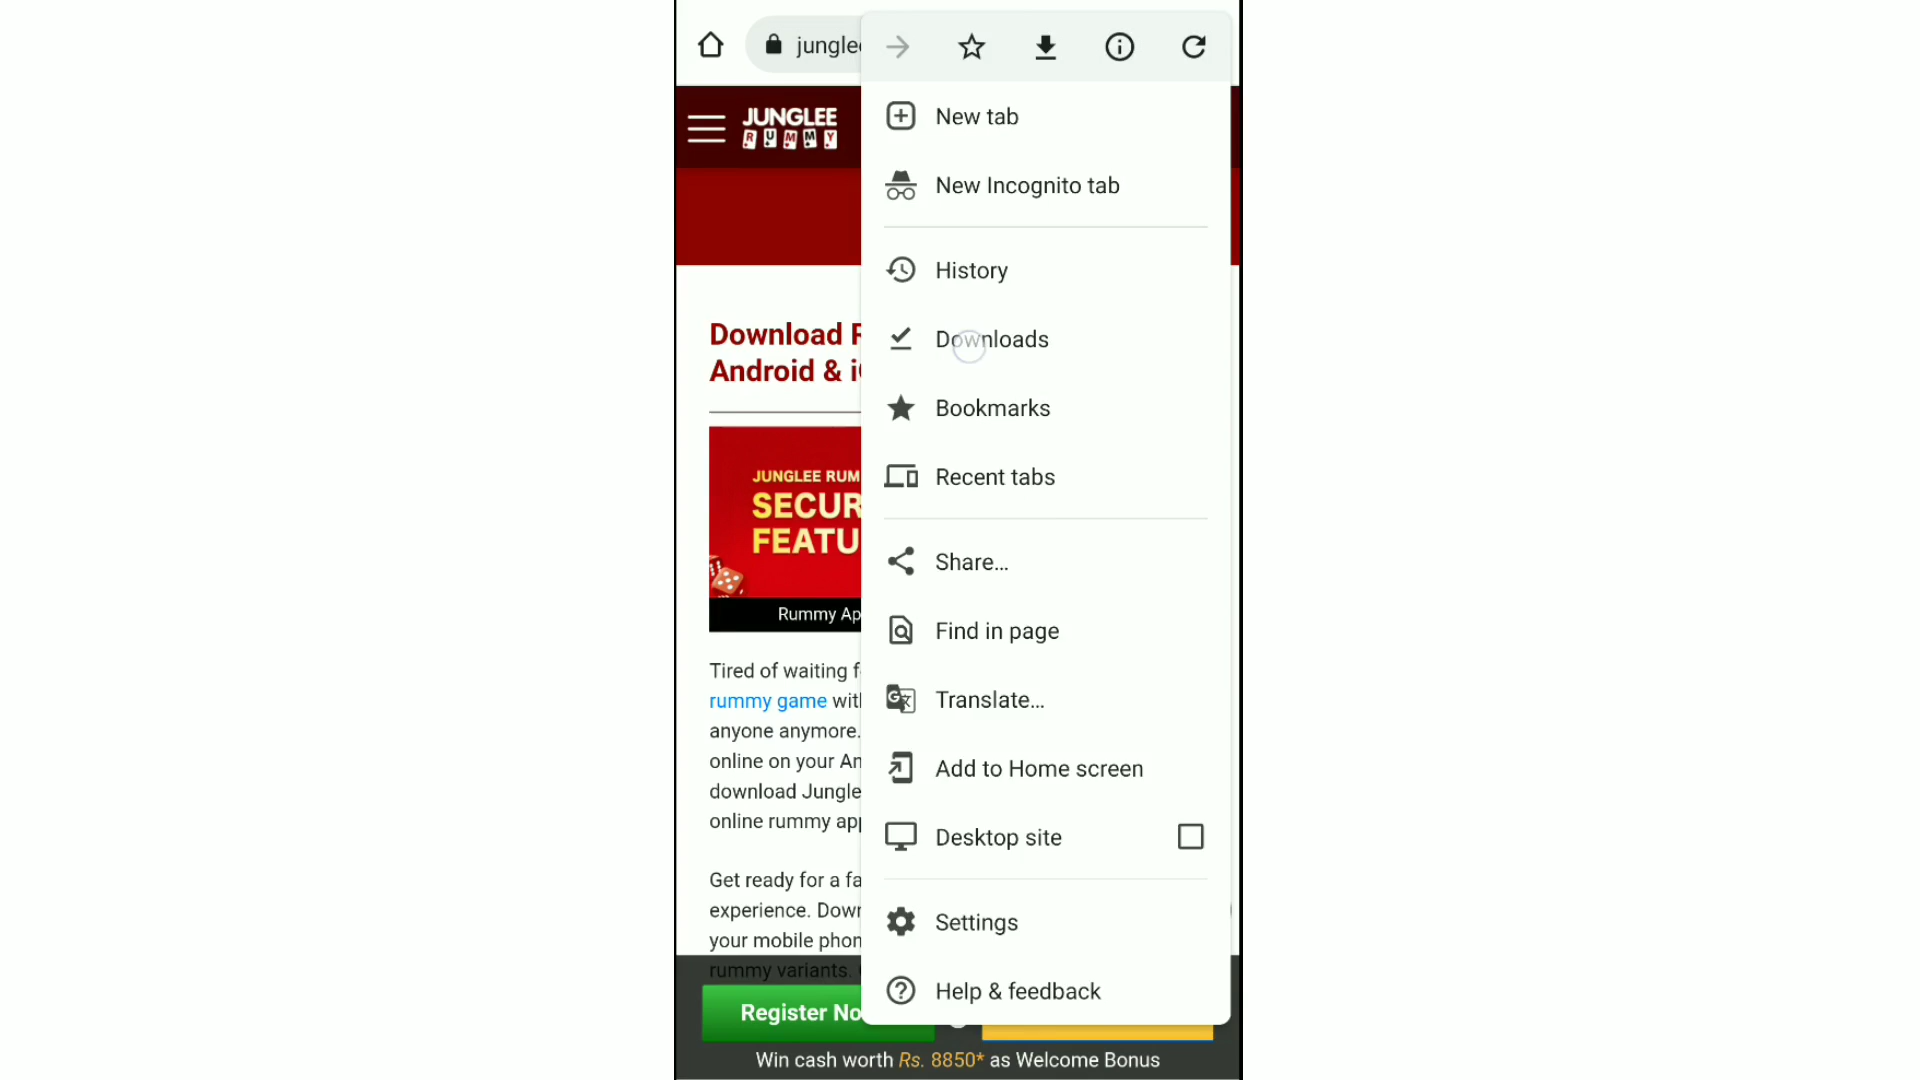 jungle
New tab
JUNGLEE
RUMMY
New Incognito tab
History
Download
Android & i
Downloads
Bookmarks
JUNGLEE RUM
SECUR
FEATU
Recent tabs
Share...
Rummy Ap
Find in page
Tired of waiting f
rummy game wit
anyone anymore.
online on your An
download Jungle
online rummy ap
Translate...
Add to Home screen
Desktop site
Get ready for a fa
experience. Dow
your mobile phon
rummy variants.
Settings
Help & feedback
Register No
Win cash worth Rs. 8850* as Welcome Bonus